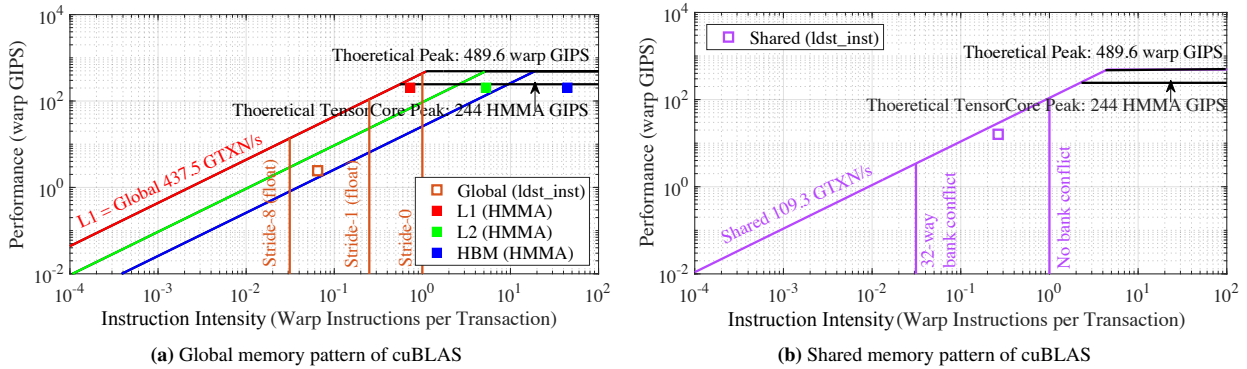 Performance (warp GIPS)
10^4
10^2
10^0
10^-2
Thoeretical Peak: 489.6 warp GIPS
Thoeretical TensorCore Peak: 244 HMMA GIPS
L1 = Global 437.5 GTXN/s
Stride-8 (float)
Stride-1 (float)
Stride-0
Global (ldst_inst)
L1 (HMMA)
L2 (HMMA)
HBM (HMMA)
10^-4
10^-3
10^-2
10^-1
10^0
10^1
10^2
Instruction Intensity (Warp Instructions per Transaction)
(a) Global memory pattern of cuBLAS
Performance (warp GIPS)
10^4
10^2
10^0
10^-2
Shared (ldst_inst)
Thoeretical Peak: 489.6 warp GIPS
Thoeretical TensorCore Peak: 244 HMMA GIPS
Shared 109.3 GTXN/s
32-way
bank conflict
No bank conflict
10^-4
10^-3
10^-2
10^-1
10^0
10^1
10^2
Instruction Intensity (Warp Instructions per Transaction)
(b) Shared memory pattern of cuBLAS